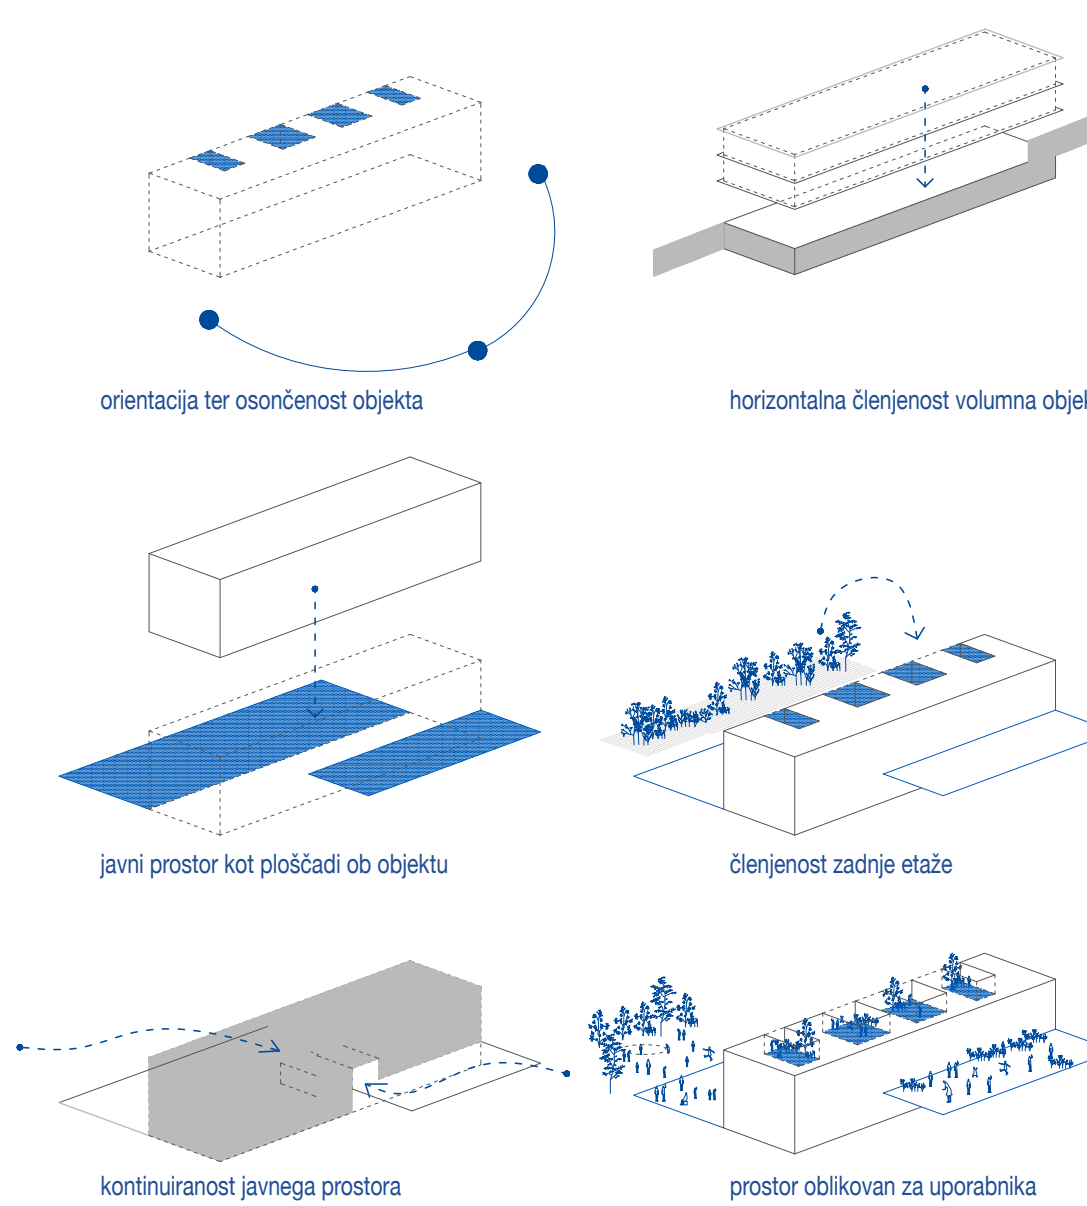 orientacija ter osončenost objekta
horizontalna členjenost volumna
javni prostor kot ploščadi ob objektu
členjenost zadnje etaže
kontinuiranost javnega prostora
prostor oblikovan za uporabnika